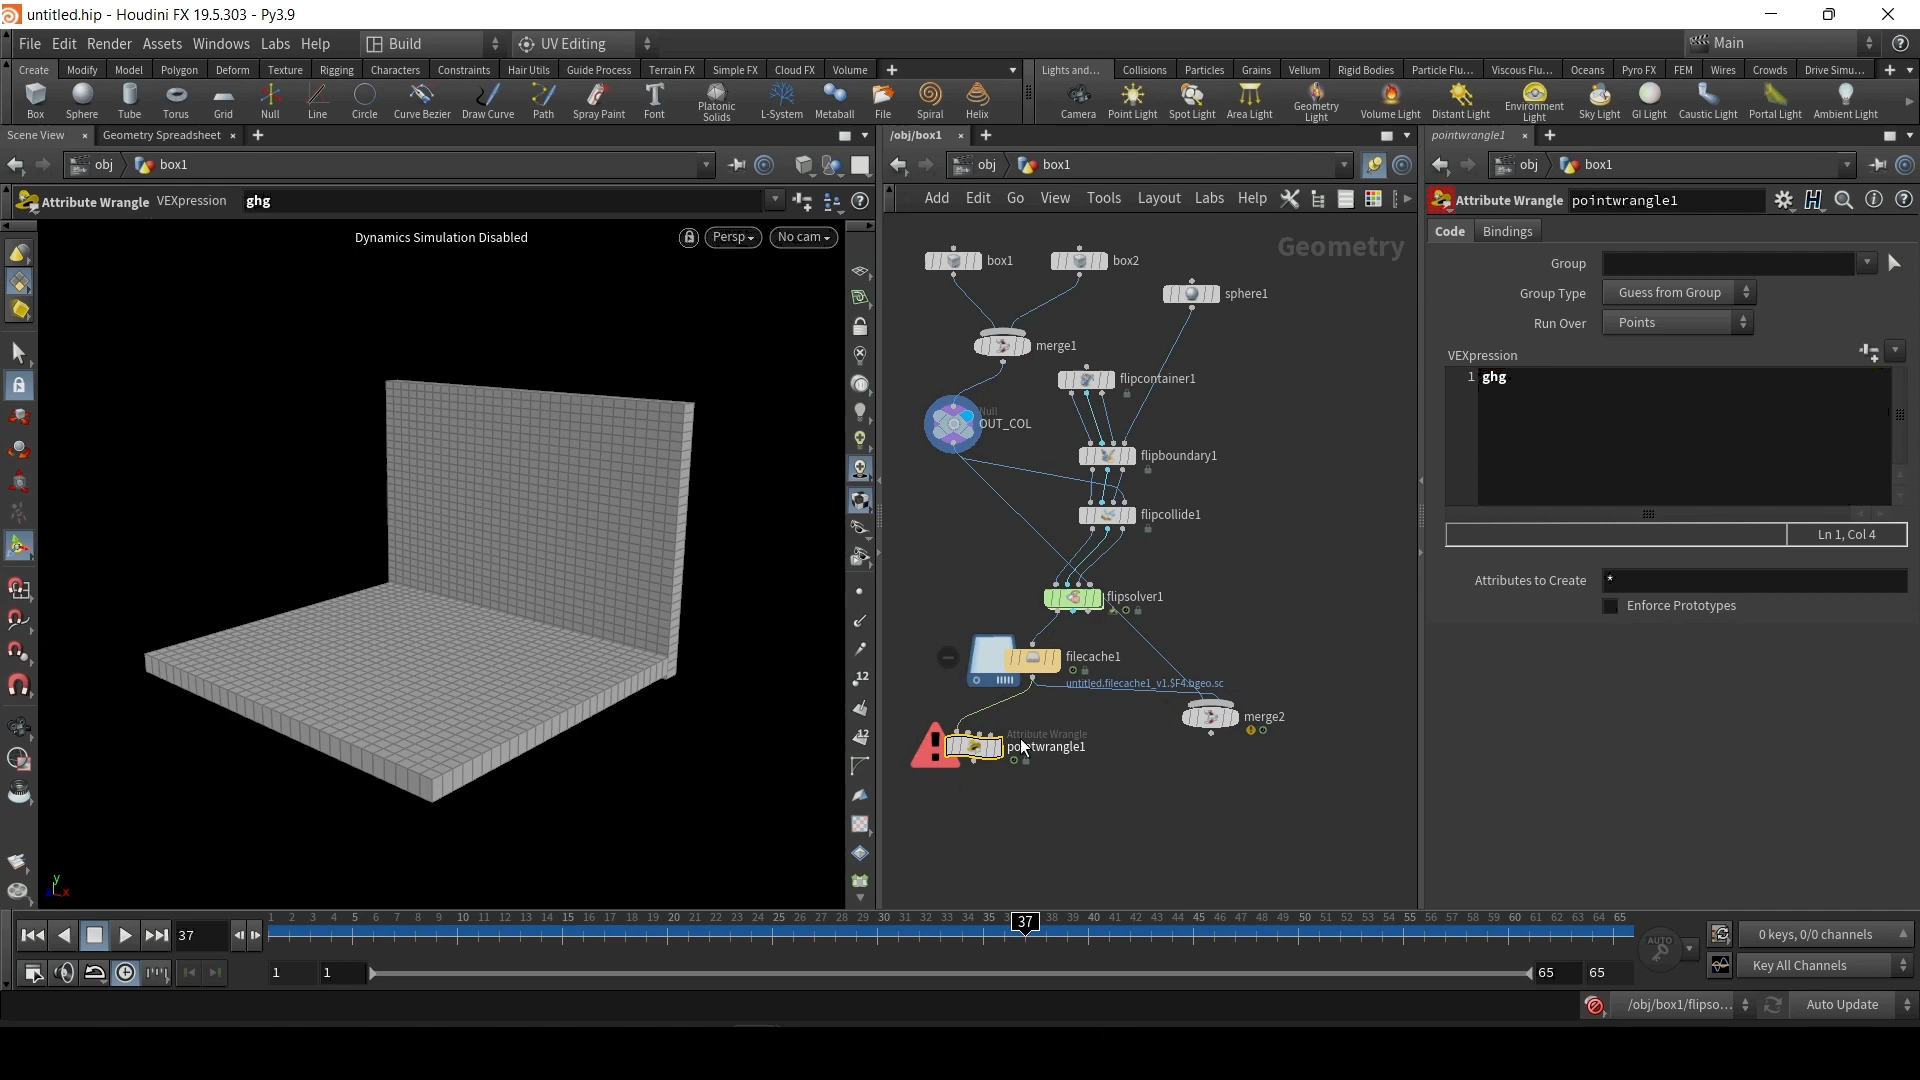 untitled.hip - Houdini FX 19.5.303 - Py3.9
File Edit Render Assets Windows Labs Help Build UV Editing Main
Create Modify Model Polygon Deform Texture Rigging Characters Constraints Hair Utils Guide Process Terrain FX Simple FX Cloud FX Volume
Lights and... Collisions Particles Grains Vellum Rigid Bodies Particle Flu... Viscous Flu... Oceans Pyro FX FEM Wires Crowds Drive Simu...
Box Sphere Tube Torus Grid Null Line Circle Curve Bezier Draw Curve Path Spray Paint Font Platonic Solids L-System Metaball File Spiral Helix
Camera Point Light Spot Light Area Light Geometry Light Volume Light Distant Light Environment Light Sky Light GI Light Caustic Light Portal Light Ambient Light
Scene View Geometry Spreadsheet
obj box1
Attribute Wrangle VEXpression ghg
Dynamics Simulation Disabled
Persp
No cam
12
12
y
x
/obj/box1
obj box1
Add Edit Go View Tools Layout Labs Help
Geometry
box1
box2
sphere1
merge1
flipcontainer1
Null
OUT_COL
flipboundary1
flipcollide1
flipsolver1
filecache1
untitled.filecache1_v1.$F4.bgeo.sc
merge2
Attribute Wrangle
pointwrangle1
pointwrangle1
obj box1
Attribute Wrangle pointwrangle1
Code Bindings
Group
Group Type Guess from Group
Run Over Points
VEXpression
1 ghg
Ln 1, Col 4
Attributes to Create *
Enforce Prototypes
37
1 2 3 4 5 6 7 8 9 10 11 12 13 14 15 16 17 18 19 20 21 22 23 24 25 26 27 28 29 30 31 32 33 34 35 36 37 38 39 40 41 42 43 44 45 46 47 48 49 50 51 52 53 54 55 56 57 58 59 60 61 62 63 64 65
AUTO
0 keys, 0/0 channels
1 1 65 65
Key All Channels
/obj/box1/flipso...
Auto Update